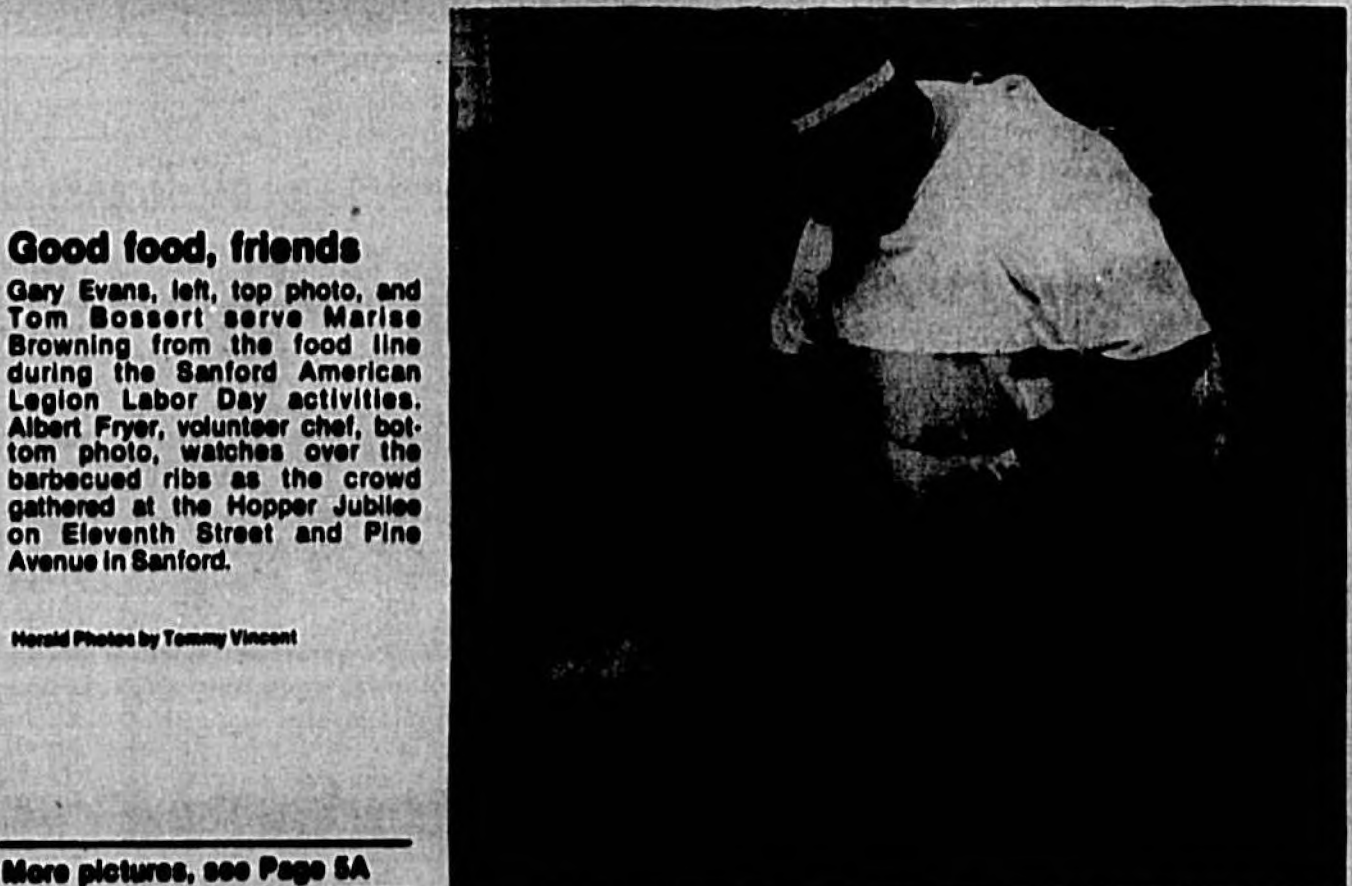 Good food, friends
Gary Evans, left, top photo, and
Tom Bossert serve Marise
Browning from the food line
during the Sanford American
Legion Labor Day activities.
Albert Fryer, volunteer chef, bot-
tom photo, watches over the
barbecued ribs as the crowd
gathered at the Hopper Jubilee
on Eleventh Street and Pine
Avenue in Sanford.
Herald Photos by Tommy Vincent
More pictures, see Page 5A